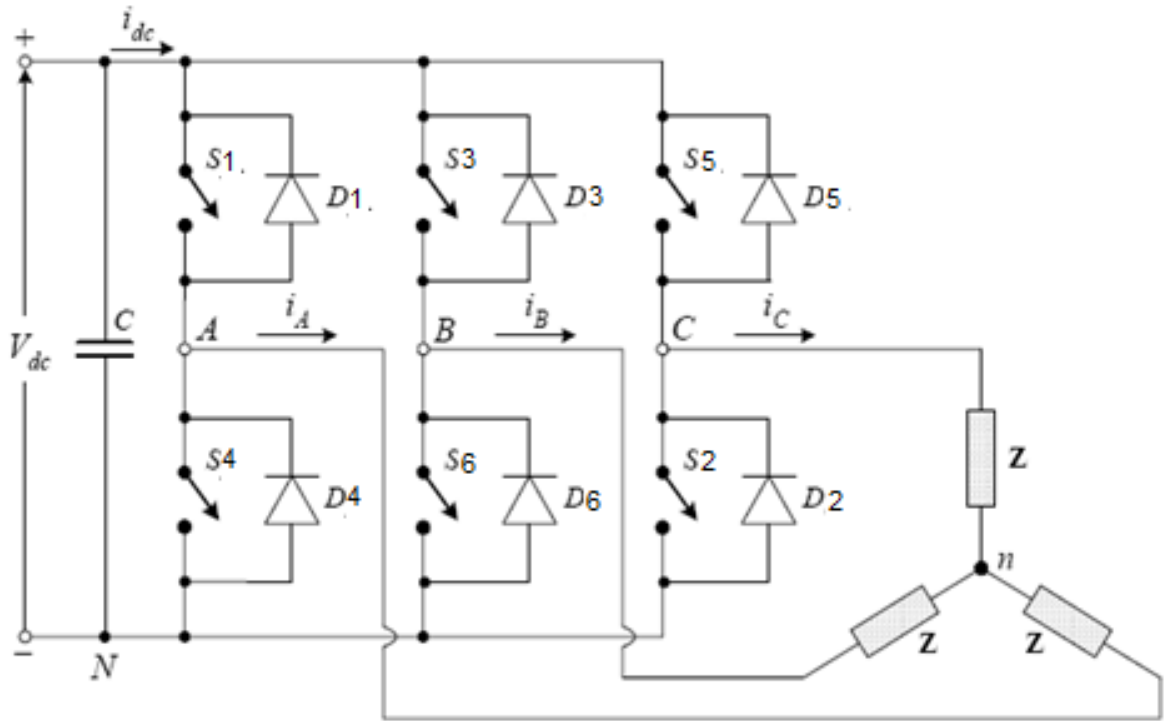 +
i_dc
S1.
D1.
S3
D3
S5.
D5.
C
V_dc
A
i_A
B
i_B
C
i_C
S4
D4
S6
D6
S2
D2
Z
n
Z
Z
−
N